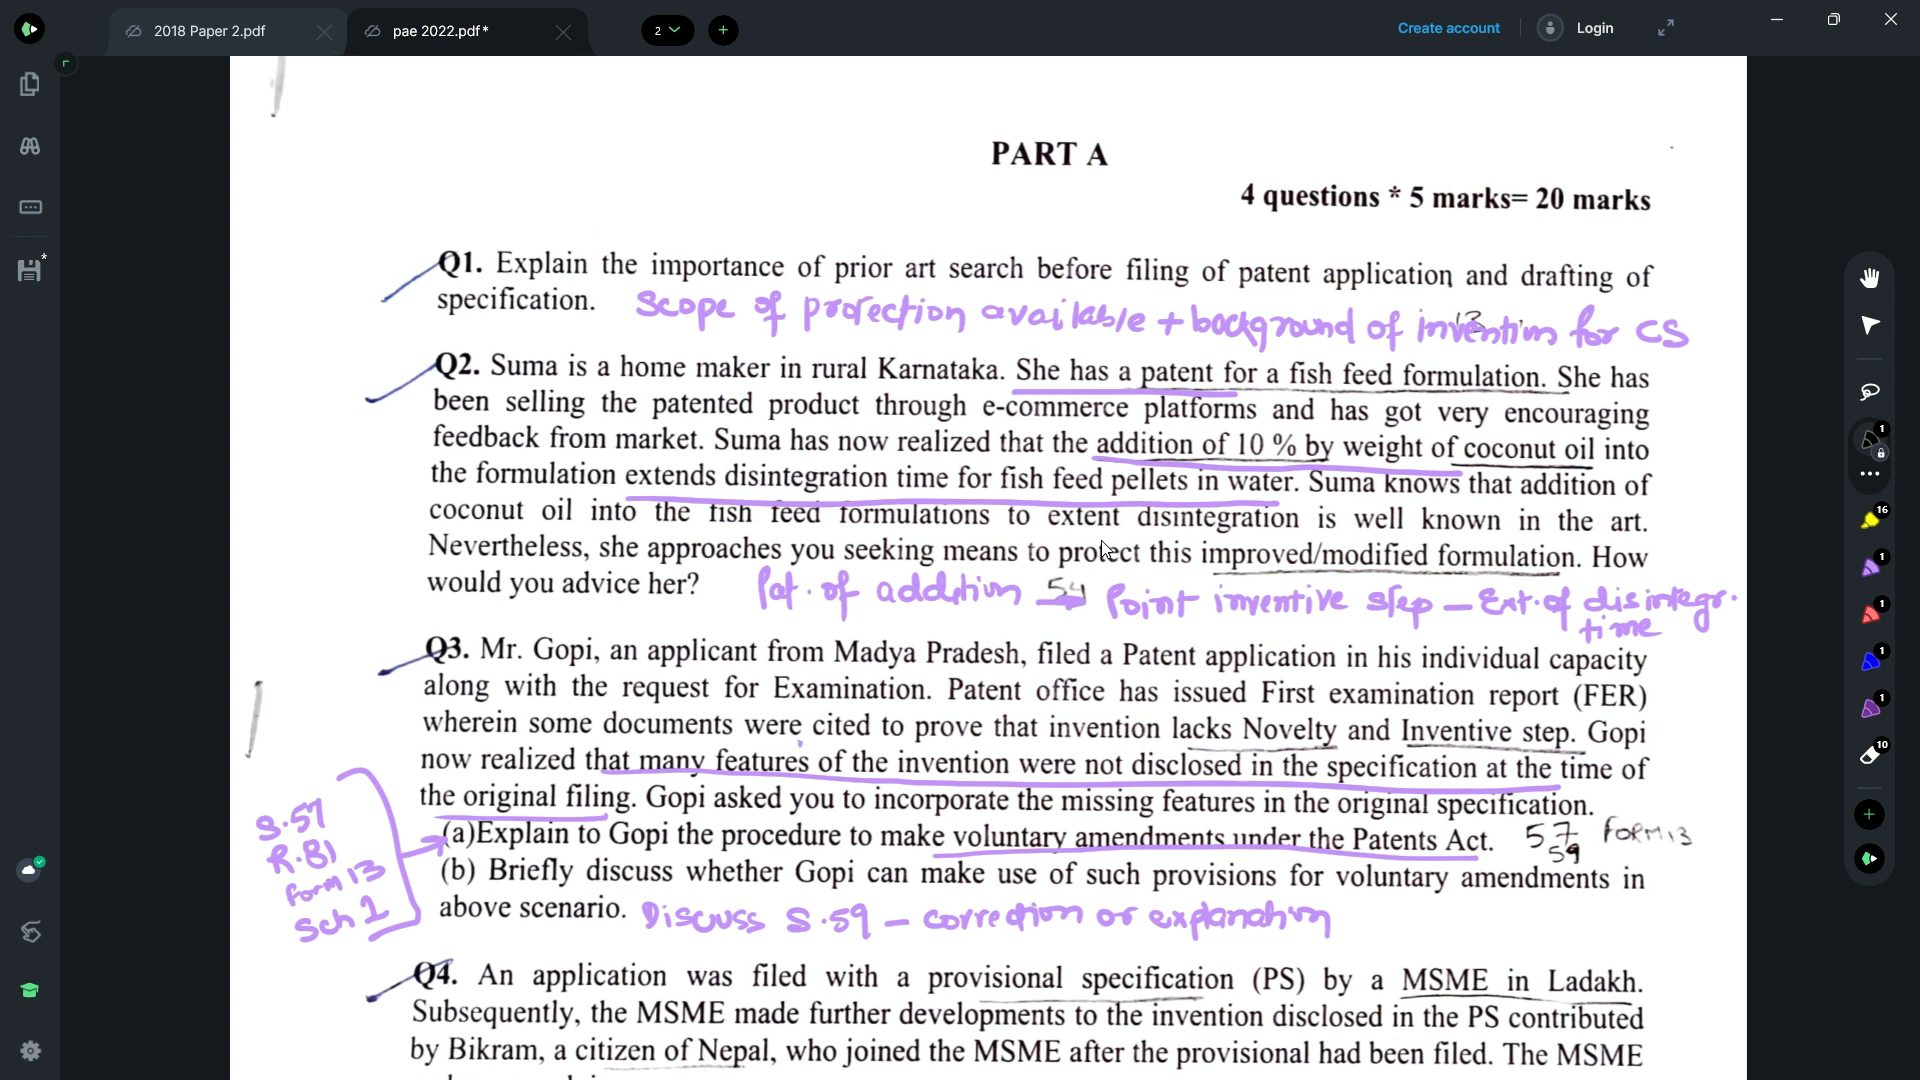 2018 Paper 2.pdf
pae 2022.pdf*
2
Create account
Login
PART A
4 questions * 5 marks= 20 marks
Q1. Explain the importance of prior art search before filing of patent application and drafting of
specification.
Scope of protection available + background of invention for CS
Q2. Suma is a home maker in rural Karnataka. She has a patent for a fish feed formulation. She has
been selling the patented product through e-commerce platforms and has got very encouraging
feedback from market. Suma has now realized that the addition of 10 % by weight of coconut oil into
the formulation extends disintegration time for fish feed pellets in water. Suma knows that addition of
coconut oil into the fish feed formulations to extent disintegration is well known in the art.
Nevertheless, she approaches you seeking means to protect this improved/modified formulation. How
would you advice her?
Pat. of addition 54 → Point inventive step – Ext. of disintegr.
time
Q3. Mr. Gopi, an applicant from Madya Pradesh, filed a Patent application in his individual capacity
along with the request for Examination. Patent office has issued First examination report (FER)
wherein some documents were cited to prove that invention lacks Novelty and Inventive step. Gopi
now realized that many features of the invention were not disclosed in the specification at the time of
the original filing. Gopi asked you to incorporate the missing features in the original specification.
(a)Explain to Gopi the procedure to make voluntary amendments under the Patents Act.
57 FORM 13
59
S.57
R.81
Form 13
Sch 1
(b) Briefly discuss whether Gopi can make use of such provisions for voluntary amendments in
above scenario.
Discuss S.59 – correction or explanation
Q4. An application was filed with a provisional specification (PS) by a MSME in Ladakh.
Subsequently, the MSME made further developments to the invention disclosed in the PS contributed
by Bikram, a citizen of Nepal, who joined the MSME after the provisional had been filed. The MSME
1
16
1
1
1
1
10